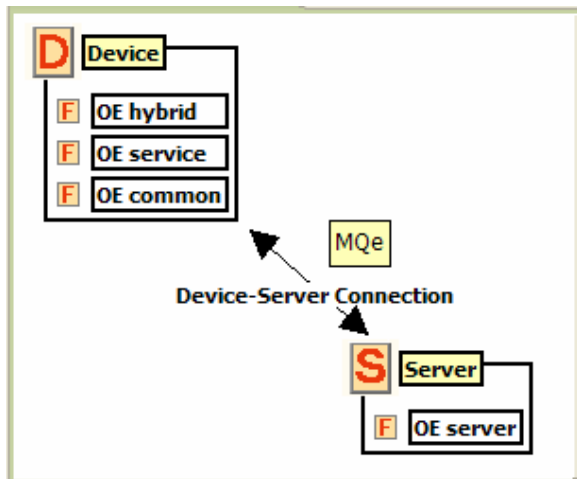 D Device
F OE hybrid
F OE service
F OE common
MQe
Device-Server Connection
S Server
F OE server